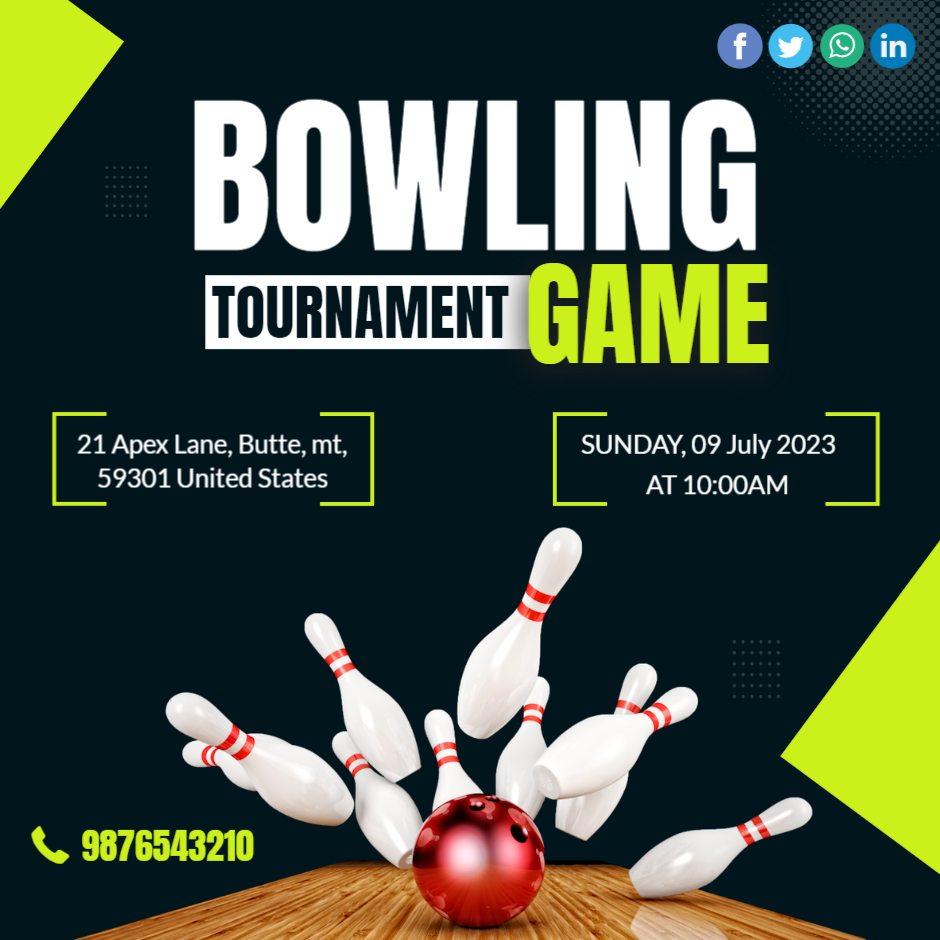 BOWLING
TOURNAMENT GAME
21 Apex Lane, Butte, mt,
59301 United States
SUNDAY, 09 July 2023
AT 10:00AM
9876543210